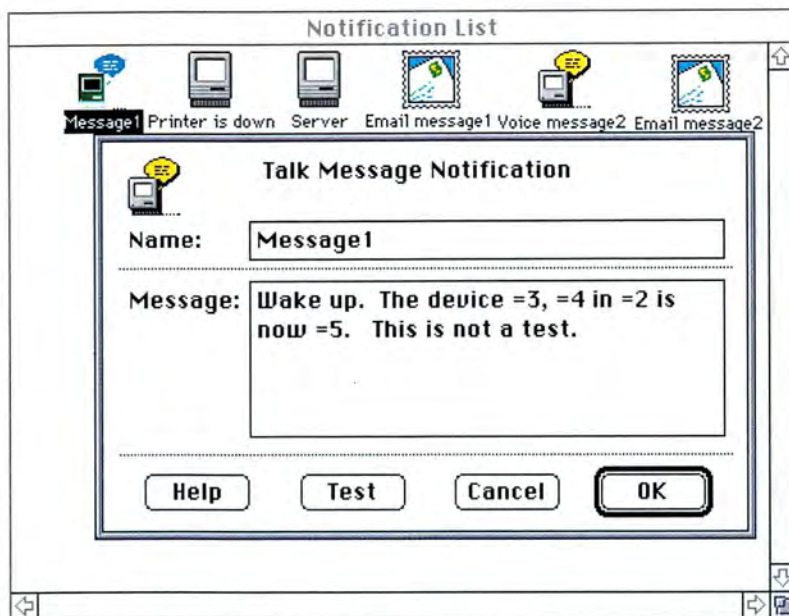 Notification List
Message1 Printer is down Server Email message1 Voice message2 Email message2
Talk Message Notification
Name: Message1
Message: Wake up. The device =3, =4 in =2 is
now =5. This is not a test.
Help Test Cancel OK